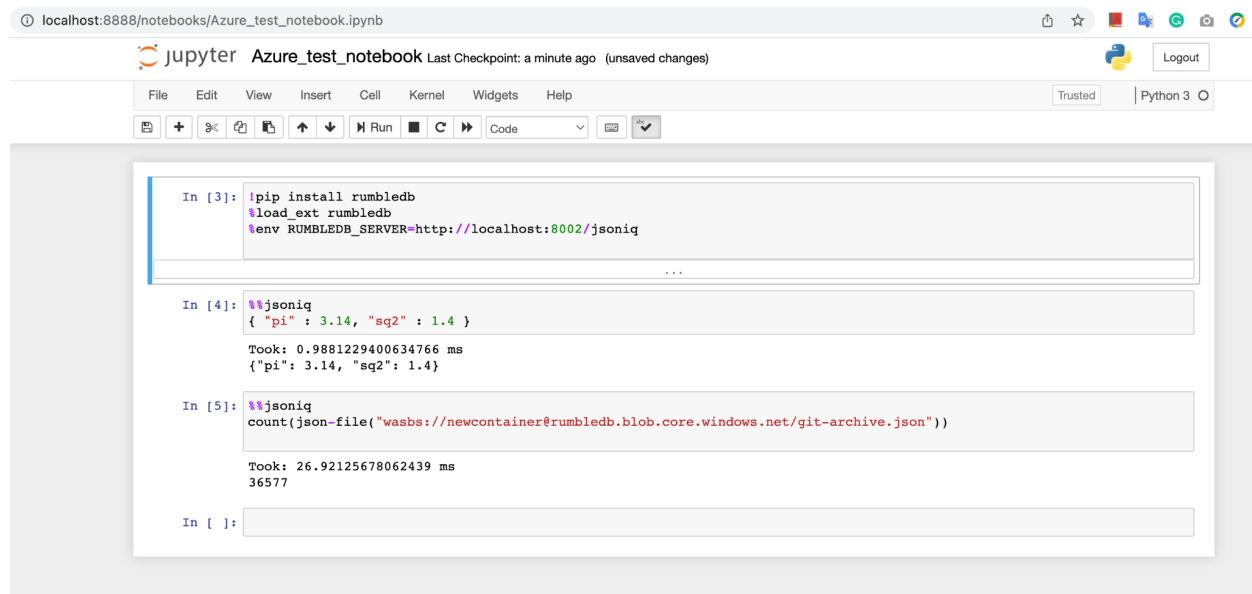 localhost:8888/notebooks/Azure_test_notebook.ipynb
jupyter Azure_test_notebook Last Checkpoint: a minute ago (unsaved changes)
Logout
File Edit View Insert Cell Kernel Widgets Help
Trusted Python 3
Run Code
In [3]: !pip install rumbledb
%load_ext rumbledb
%env RUMBLEDB_SERVER=http://localhost:8002/jsoniq
...
In [4]: %%jsoniq
{ "pi" : 3.14, "sq2" : 1.4 }
Took: 0.9881229400634766 ms
{"pi": 3.14, "sq2": 1.4}
In [5]: %%jsoniq
count(json-file("wasbs://newcontainer@rumbledb.blob.core.windows.net/git-archive.json"))
Took: 26.92125678062439 ms
36577
In [ ]: